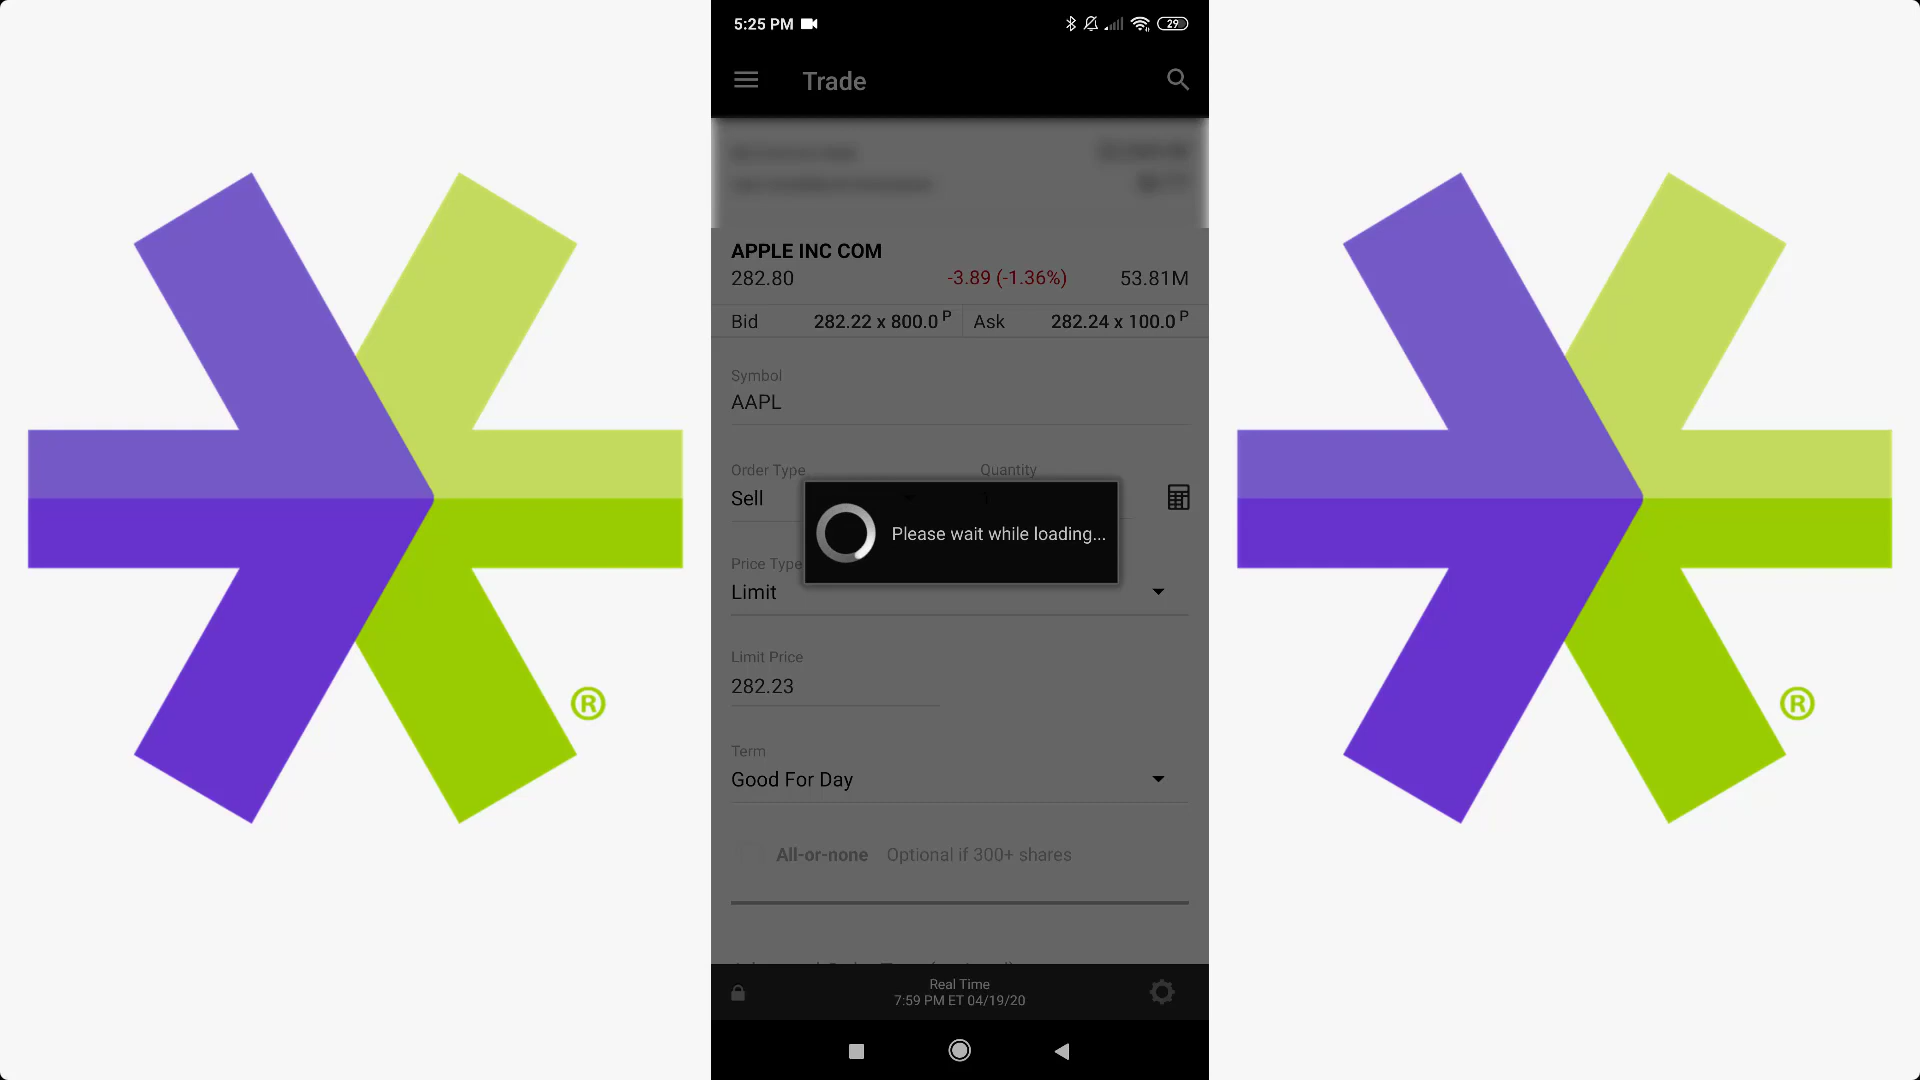 5:25 PM 29
Trade
APPLE INC COM
282.80 -3.89 (-1.36%) 53.81M
Bid 282.22 x 800.0 P Ask 282.24 x 100.0 P
Symbol
AAPL
Order Type Quantity
Sell 1
Please wait while loading...
Price Type
Limit
Limit Price
282.23
Term
Good For Day
All-or-none Optional if 300+ shares
Real Time
7:59 PM ET 04/19/20
®
®